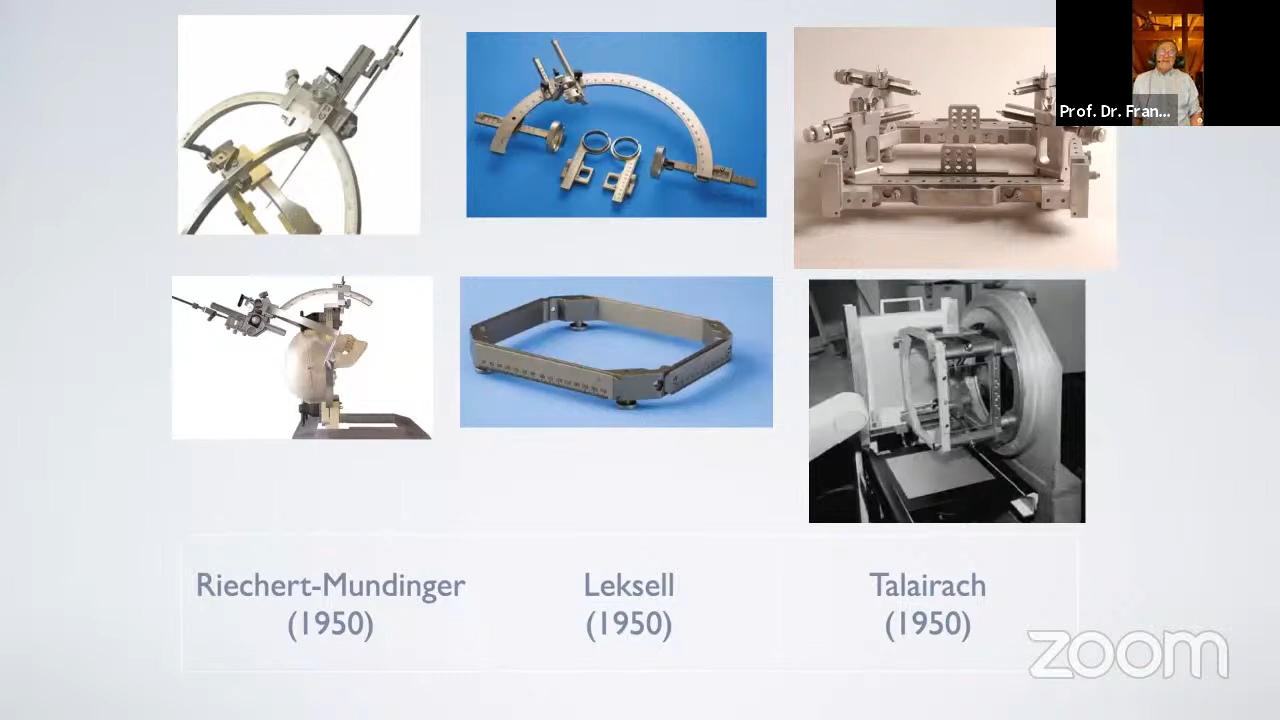 Prof. Dr. Fran...
Riechert-Mundinger
(1950)
Leksell
(1950)
Talairach
(1950)
zoom